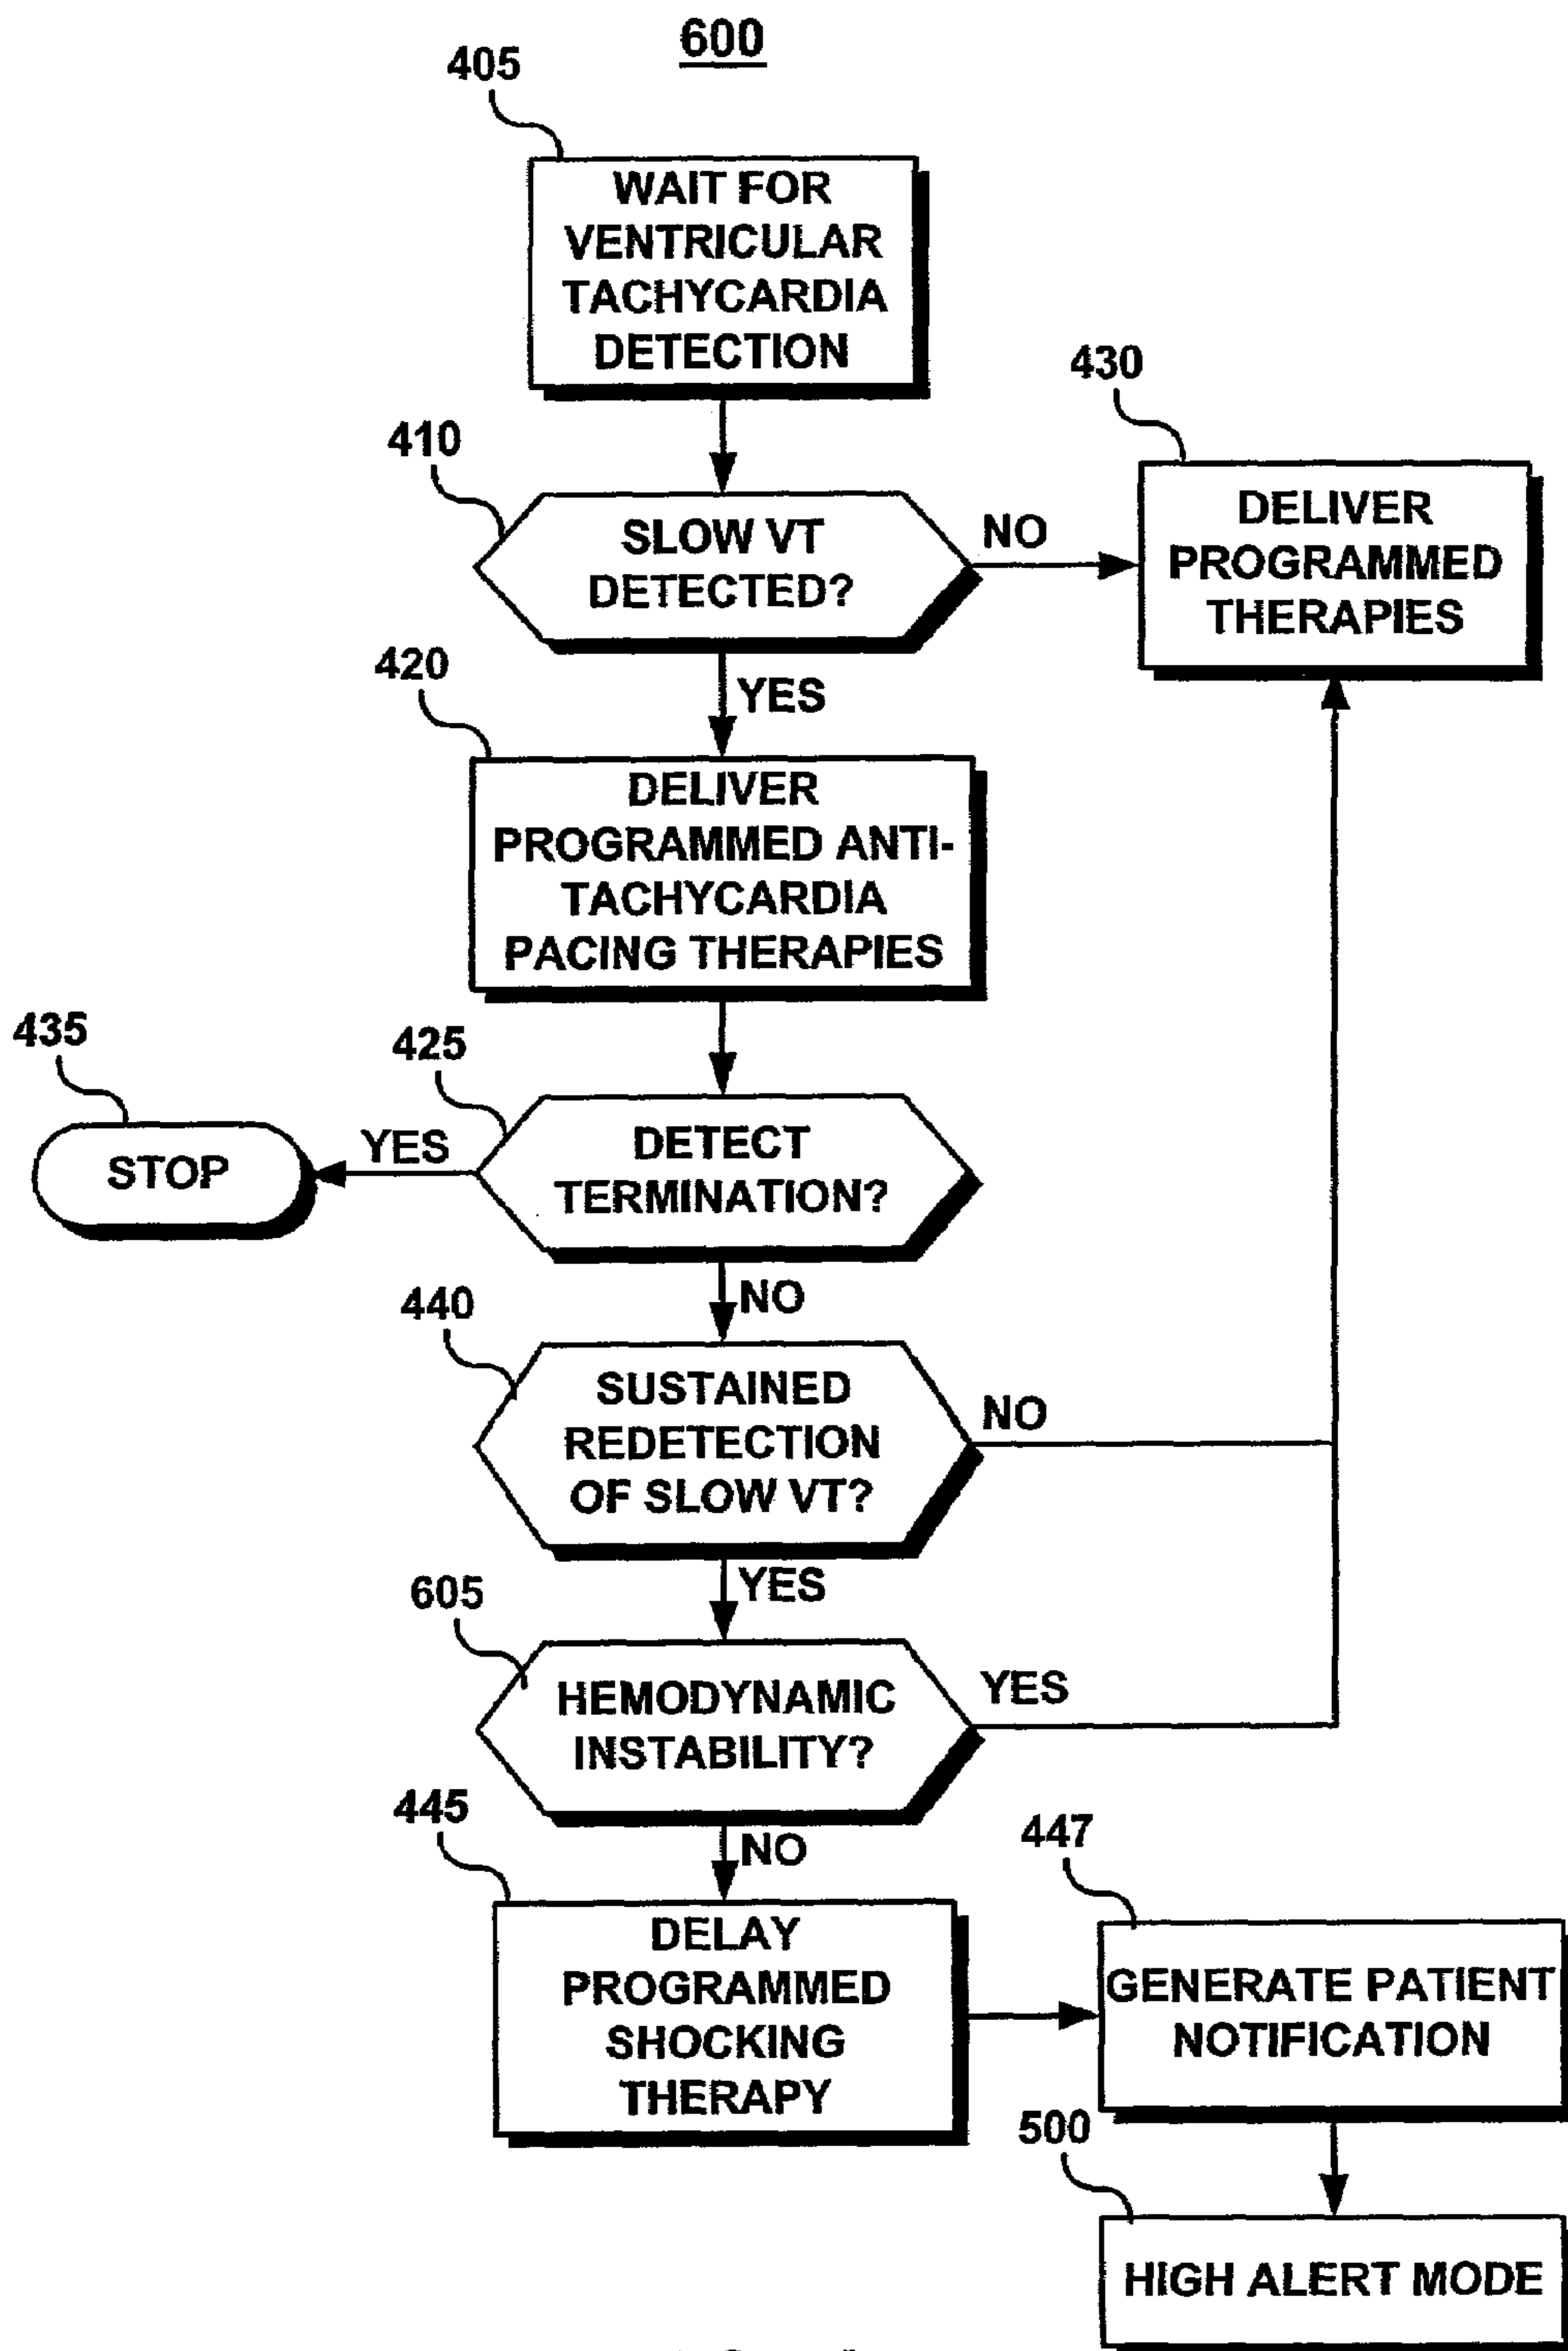 600
405
WAIT FOR
VENTRICULAR
TACHYCARDIA
DETECTION
410
SLOW VT
DETECTED?
NO
430
DELIVER
PROGRAMMED
THERAPIES
YES
420
DELIVER
PROGRAMMED ANTI-
TACHYCARDIA
PACING THERAPIES
425
DETECT
TERMINATION?
YES
435
STOP
NO
440
SUSTAINED
REDETECTION
OF SLOW VT?
NO
YES
605
HEMODYNAMIC
INSTABILITY?
YES
NO
445
DELAY
PROGRAMMED
SHOCKING
THERAPY
447
GENERATE PATIENT
NOTIFICATION
500
HIGH ALERT MODE